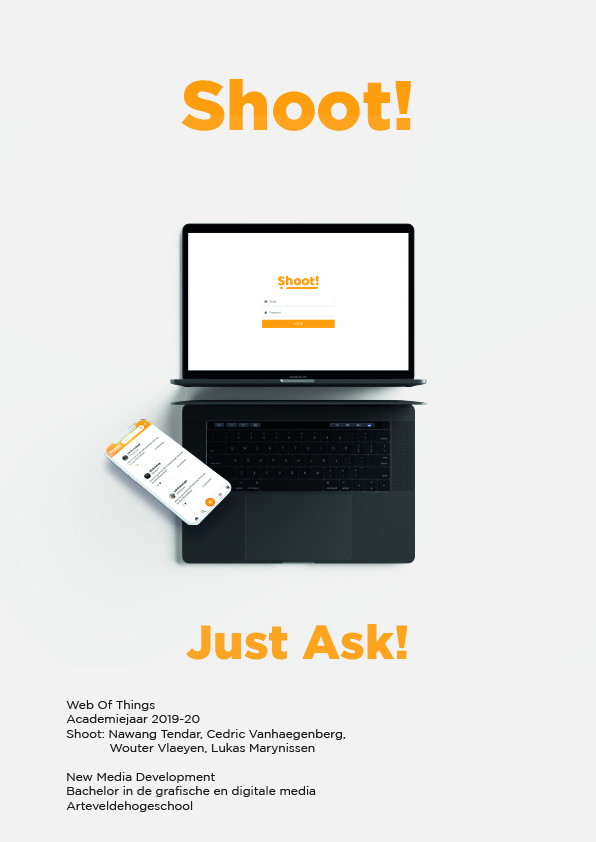 Shoot!
Shoot!
Email
Password
Just Ask!
Web Of Things
Academiejaar 2019-20
Shoot: Nawang Tendar, Cedric Vanhaegenberg,
Wouter Vlaeyen, Lukas Marynissen
New Media Development
Bachelor in de grafische en digitale media
Arteveldehogeschool